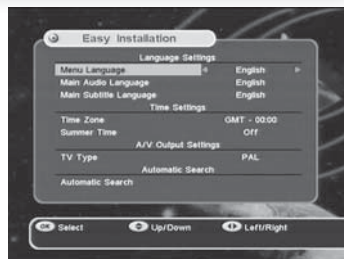 Easy Installation
Language Settings
Menu Language English
Main Audio Language English
Main Subtitle Language English
Time Settings
Time Zone GMT - 00:00
Summer Time Off
A/V Output Settings
TV Type PAL
Automatic Search
Automatic Search
OK Select Up/Down Left/Right